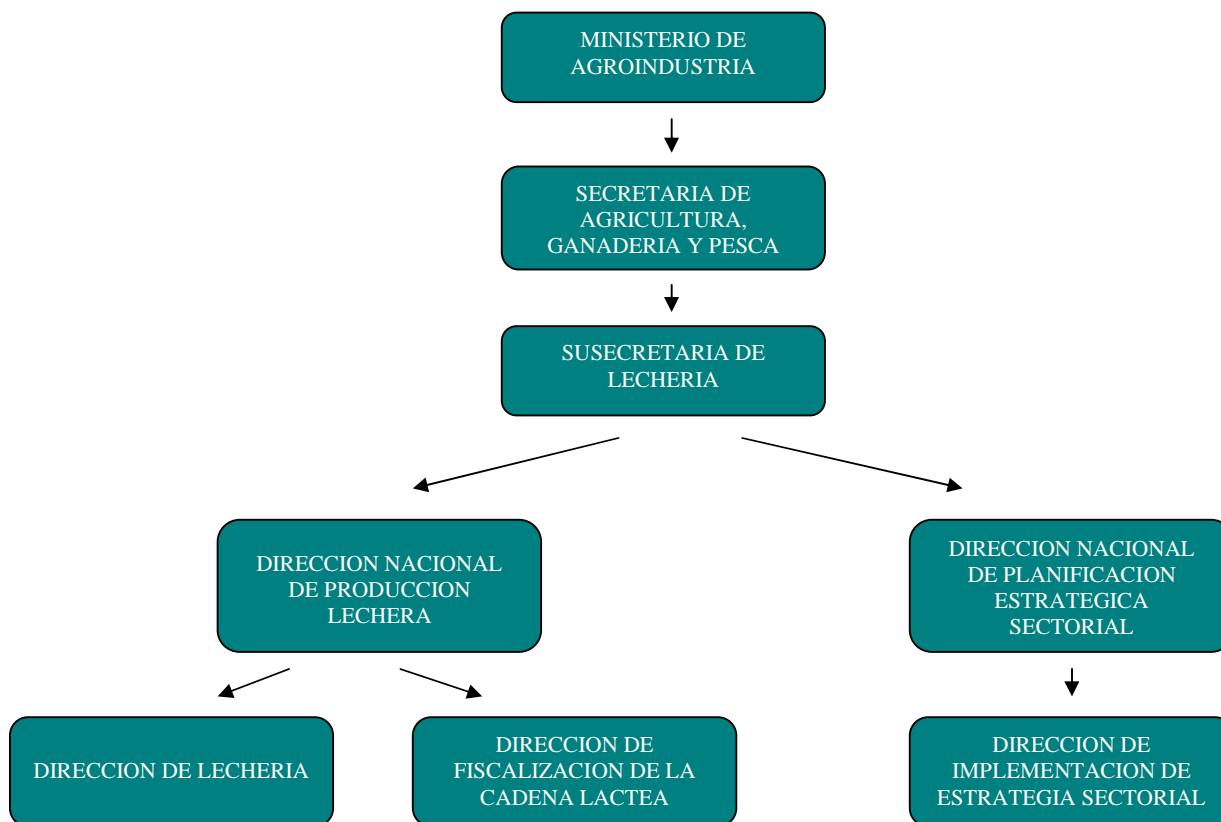 MINISTERIO DE
AGROINDUSTRIA
SECRETARIA DE
AGRICULTURA,
GANADERIA Y PESCA
SUSECRETARIA DE
LECHERIA
DIRECCION NACIONAL
DE PRODUCCION
LECHERA
DIRECCION NACIONAL
DE PLANIFICACION
ESTRATEGICA
SECTORIAL
DIRECCION DE LECHERIA
DIRECCION DE
FISCALIZACION DE LA
CADENA LACTEA
DIRECCION DE
IMPLEMENTACION DE
ESTRATEGIA SECTORIAL